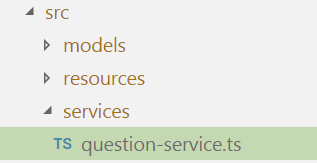 src
models
resources
services
TS question-service.ts